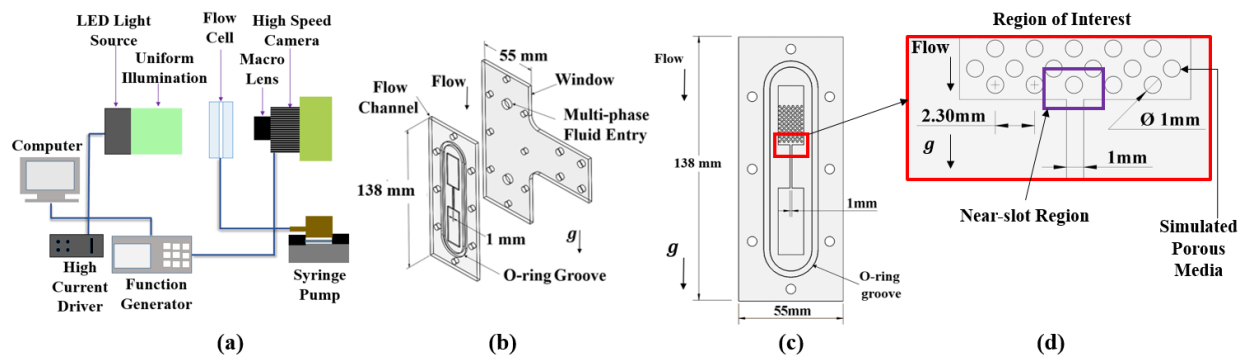 LED Light
Source
Uniform
Illumination
Flow
Cell
High Speed
Camera
Macro
Lens
Computer
High
Current
Driver
Function
Generator
Syringe
Pump
(a)
55 mm
Window
Flow
Flow
Channel
Multi-phase
Fluid Entry
138 mm
1 mm
g
O-ring Groove
(b)
Flow
138 mm
1mm
g
O-ring
groove
55mm
(c)
Region of Interest
Flow
2.30mm
Ø 1mm
g
1mm
Near-slot Region
Simulated
Porous
Media
(d)